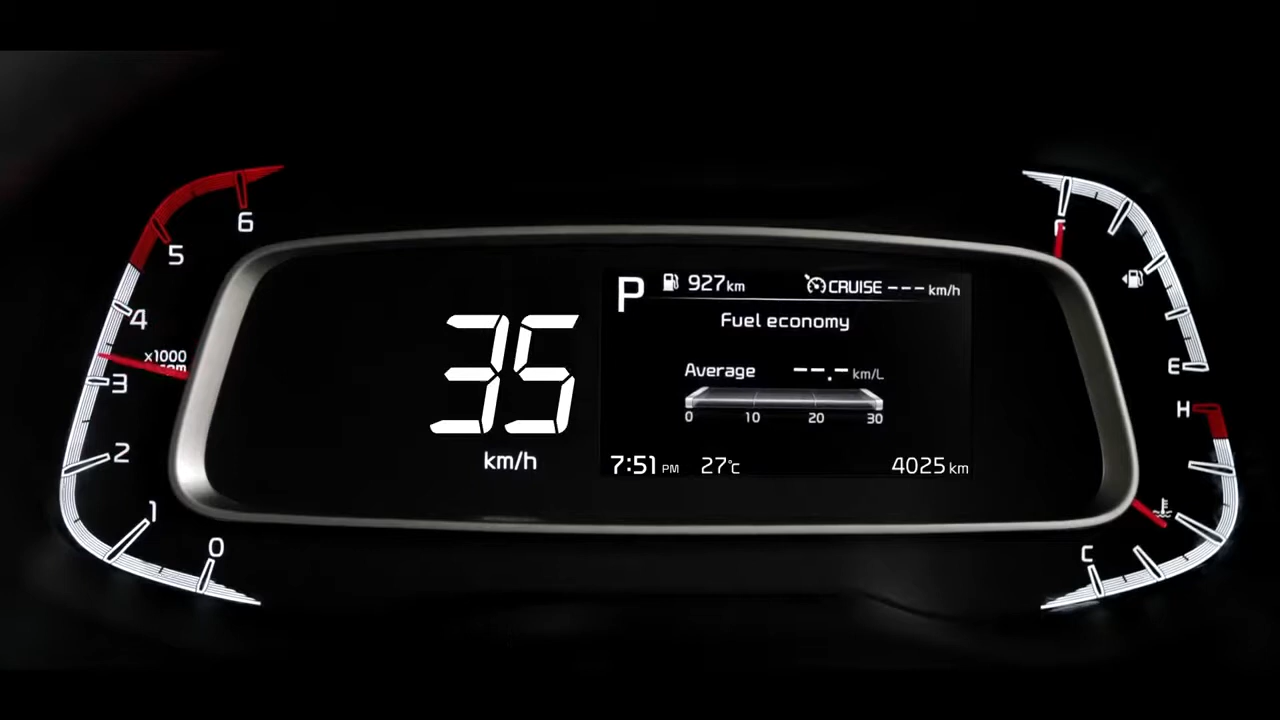 6
5
4
x1000
3
2
1
0
35
km/h
P
927km
CRUISE ---km/h
Fuel economy
Average --.- km/L
0 10 20 30
7:51 PM 27°C
4025 km
F
E
H
C